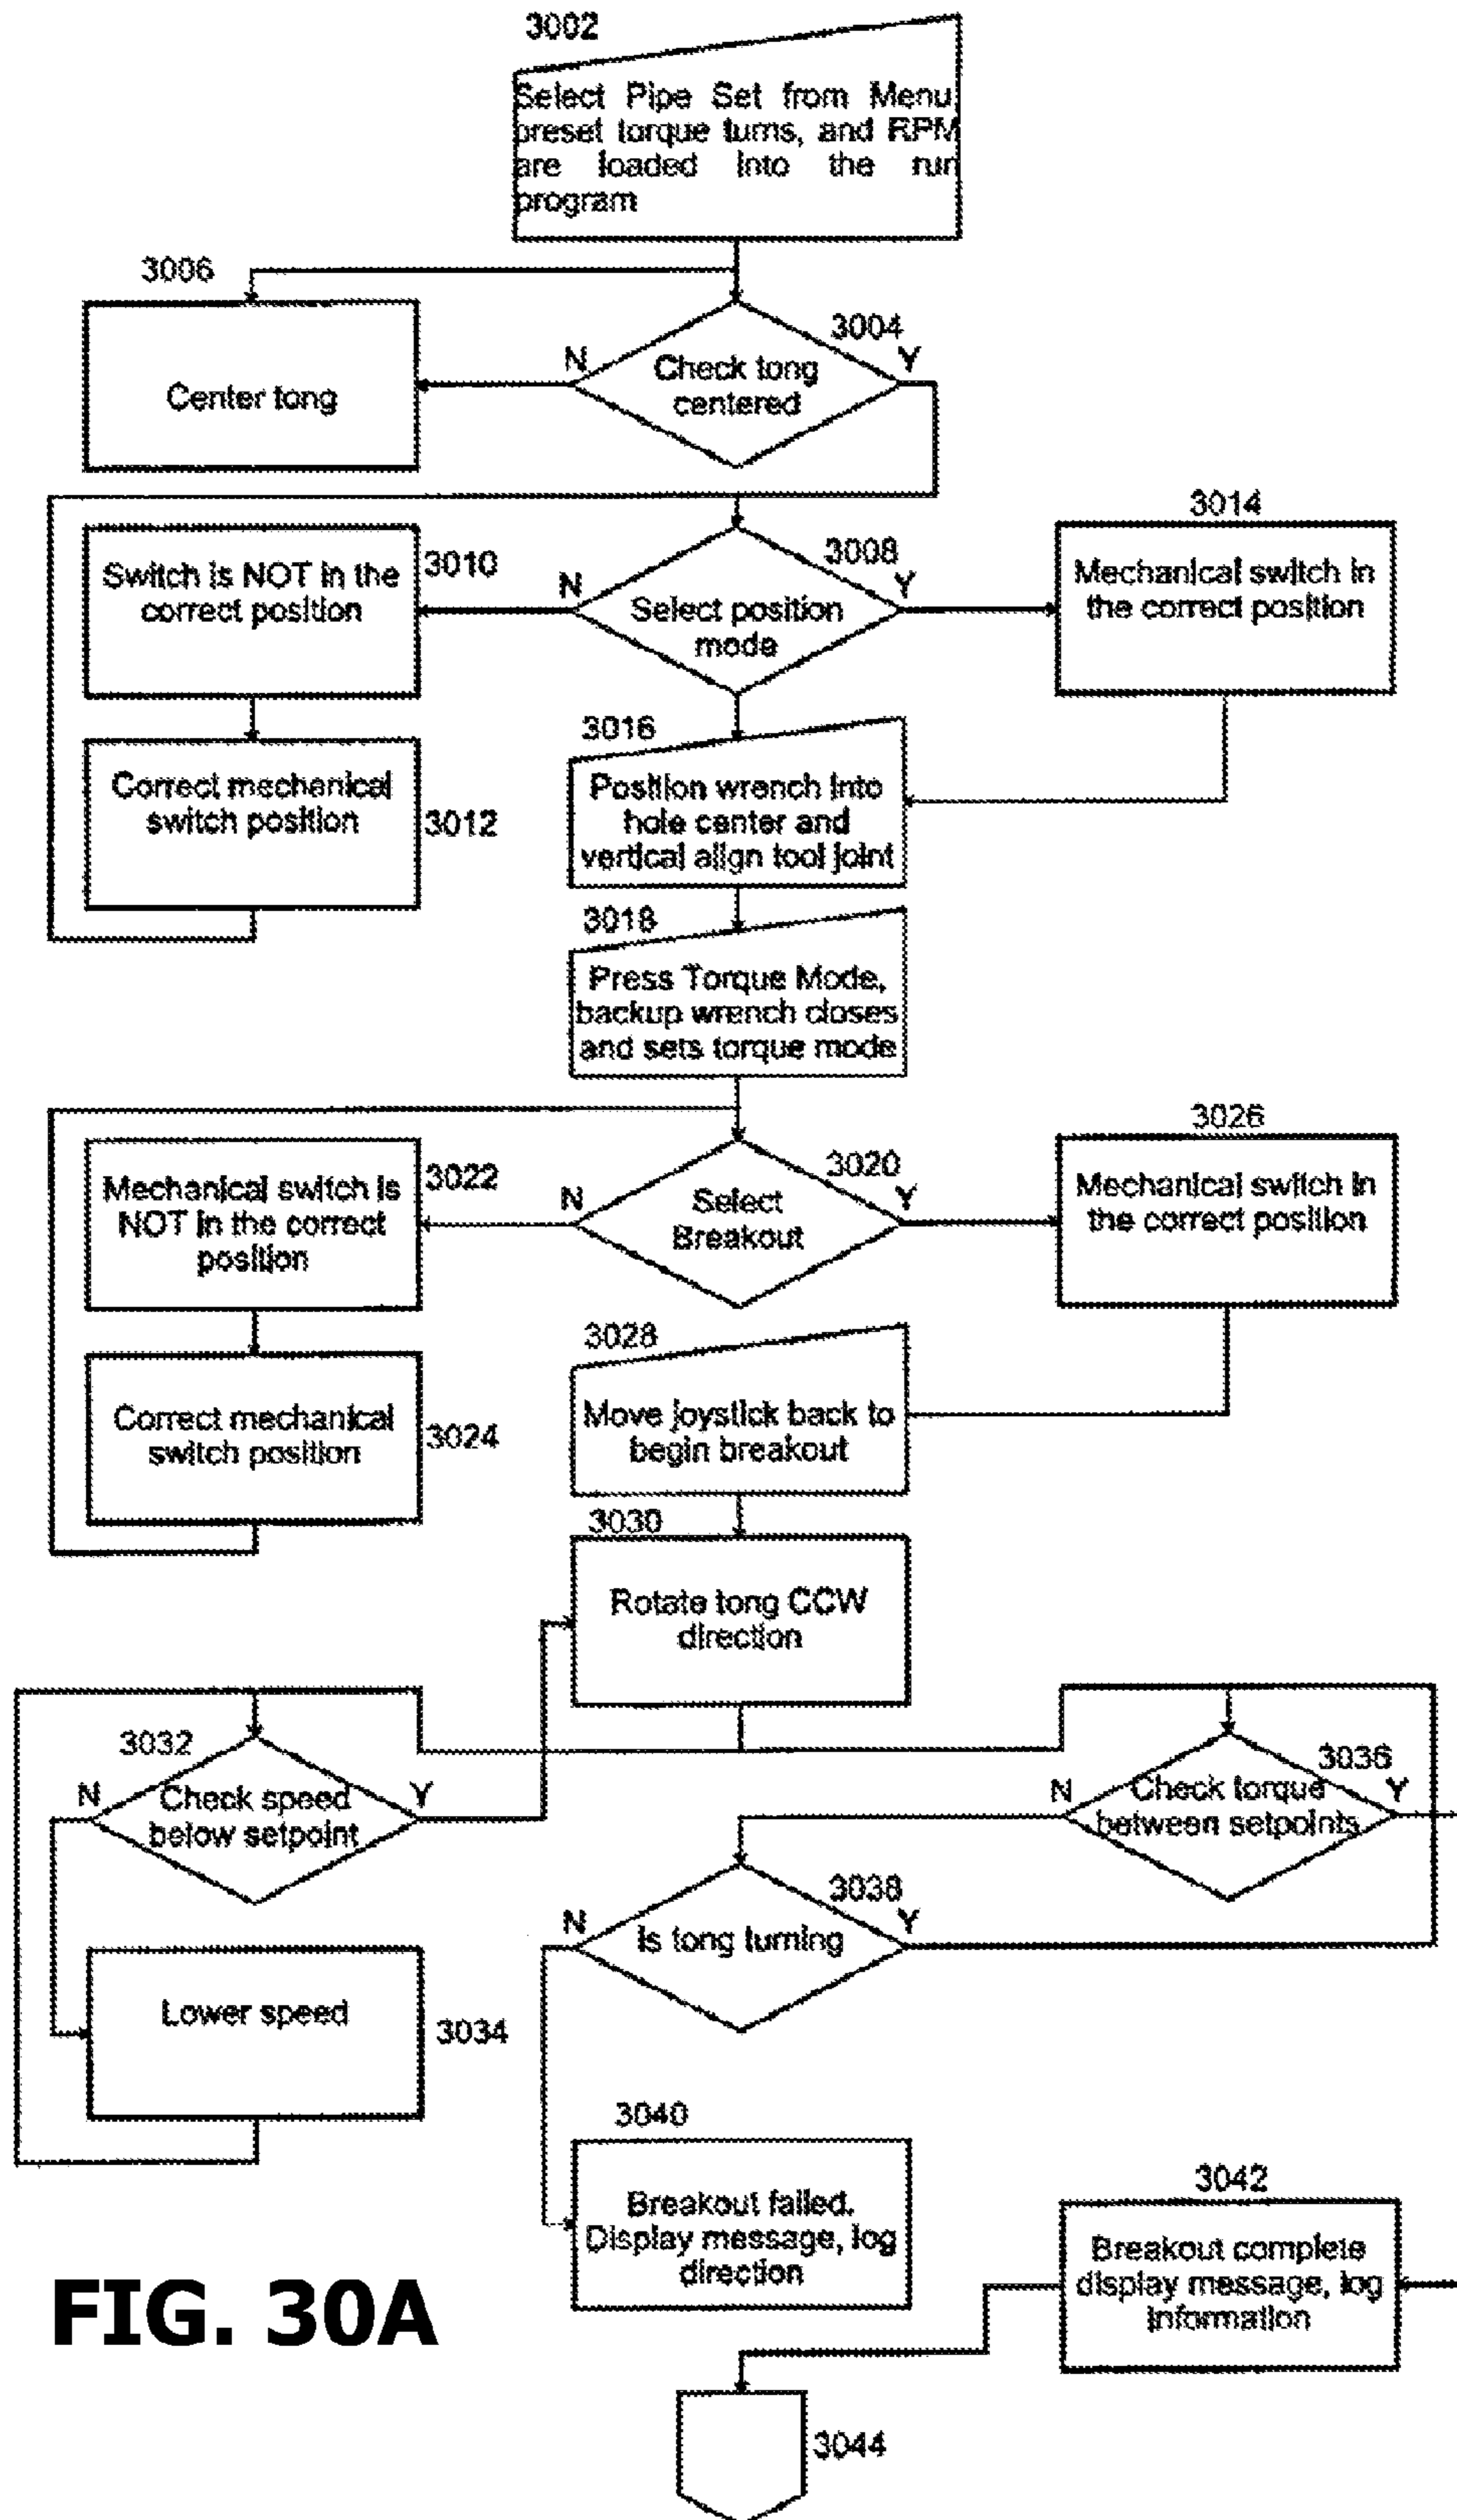 3002
Select Pipe Set from Menu,
preset torque turns, and RPM
are loaded into the run
program
3006
Center tong
3004
N
Y
Check tong
centered
3014
3010
Switch is NOT in the
correct position
3008
N
Y
Select position
mode
Mechanical switch in
the correct position
3016
Position wrench into
hole center and
vertical align tool joint
Correct mechanical
switch position
3012
3018
Press Torque Mode,
backup wrench closes
and sets torque mode
3026
3022
Mechanical switch is
NOT in the correct
position
3020
N
Y
Select
Breakout
Mechanical switch in
the correct position
3028
Move joystick back to
begin breakout
Correct mechanical
switch position
3024
3030
Rotate tong CCW
direction
3032
N
Y
Check speed
below setpoint
3036
N
Y
Check torque
between setpoints
3038
N
Y
Is tong turning
Lower speed
3034
3040
Breakout failed.
Display message, log
direction
3042
Breakout complete
display message, log
information
FIG. 30A
3044